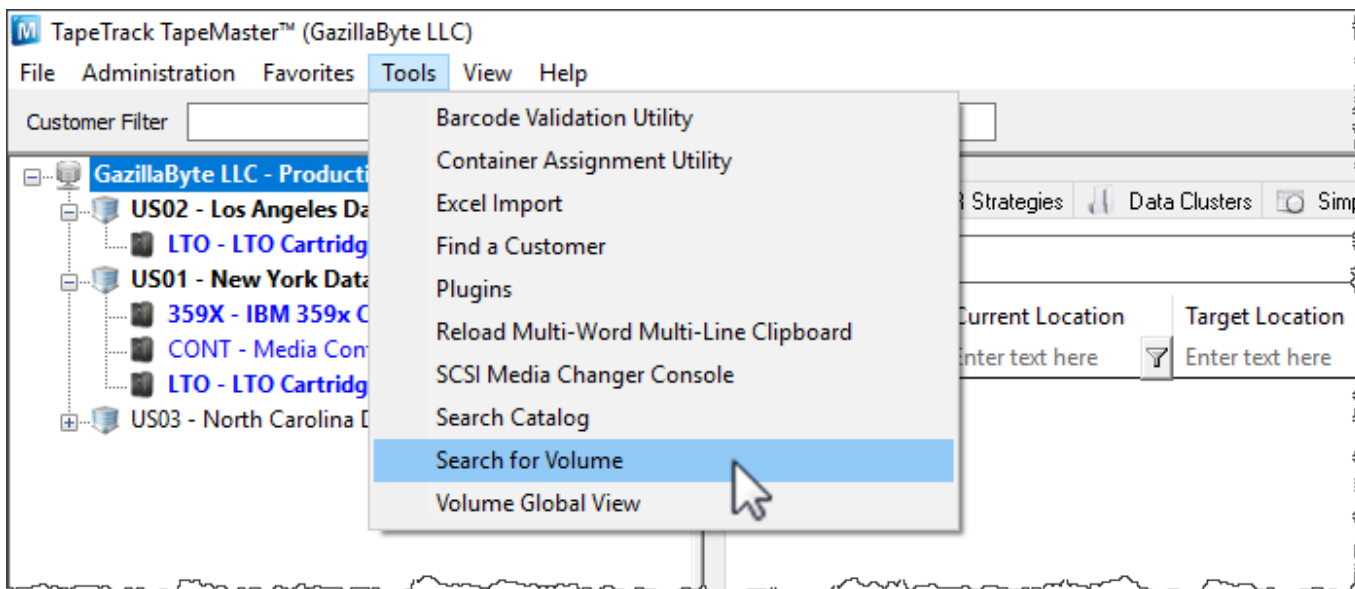 TapeTrack TapeMaster™ (GazillaByte LLC)
File Administration Favorites Tools View Help
Customer Filter
Barcode Validation Utility
Container Assignment Utility
Excel Import
Find a Customer
Plugins
Reload Multi-Word Multi-Line Clipboard
SCSI Media Changer Console
Search Catalog
Search for Volume
Volume Global View
GazillaByte LLC - Producti
US02 - Los Angeles Da
LTO - LTO Cartridg
US01 - New York Data
359X - IBM 359x C
CONT - Media Con
LTO - LTO Cartridg
US03 - North Carolina D
Strategies Data Clusters Simp
Current Location Target Location
Enter text here Enter text here